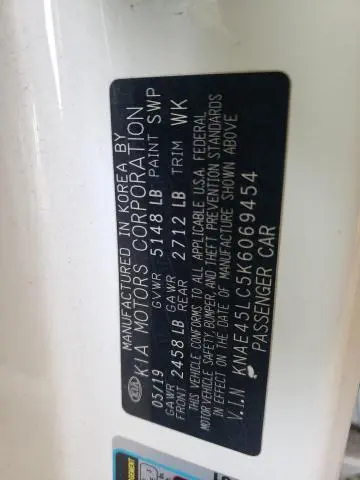 MANUFACTURED IN KOREA BY
KIA KIA MOTORS CORPORATION
05/19 GVWR 5148 LB PAINT SWP
GAWR GAWR
FRONT 2458 LB REAR 2712 LB TRIM WK
THIS VEHICLE CONFORMS TO ALL APPLICABLE U.S.A. FEDERAL
MOTOR VEHICLE SAFETY, BUMPER, AND THEFT PREVENTION STANDARDS
IN EFFECT ON THE DATE OF MANUFACTURE SHOWN ABOVE
V.I.N KNAE45LC5K6069454
PASSENGER CAR